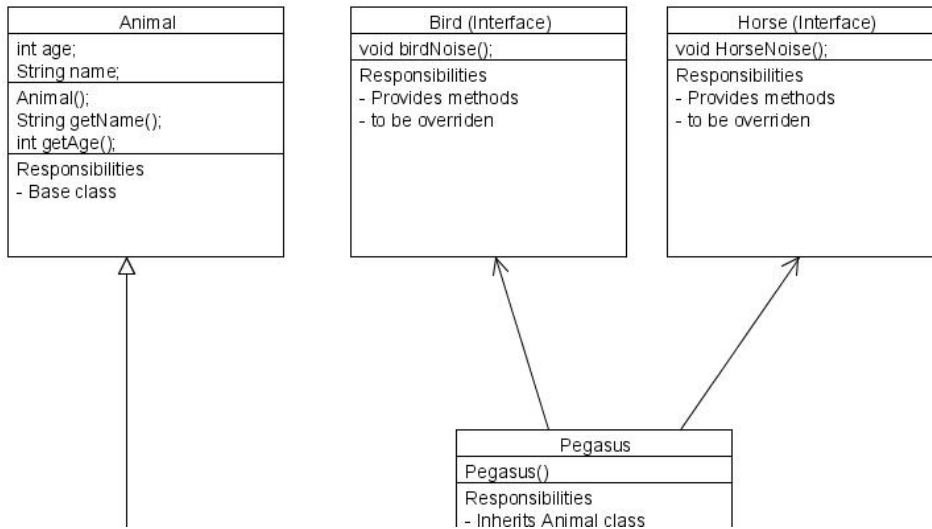 Animal
int age;
String name;
Animal();
String getName();
int getAge();
Responsibilities
- Base class
Bird (Interface)
void birdNoise();
Responsibilities
- Provides methods
- to be overriden
Horse (Interface)
void HorseNoise();
Responsibilities
- Provides methods
- to be overriden
Pegasus
Pegasus()
Responsibilities
- Inherits Animal class